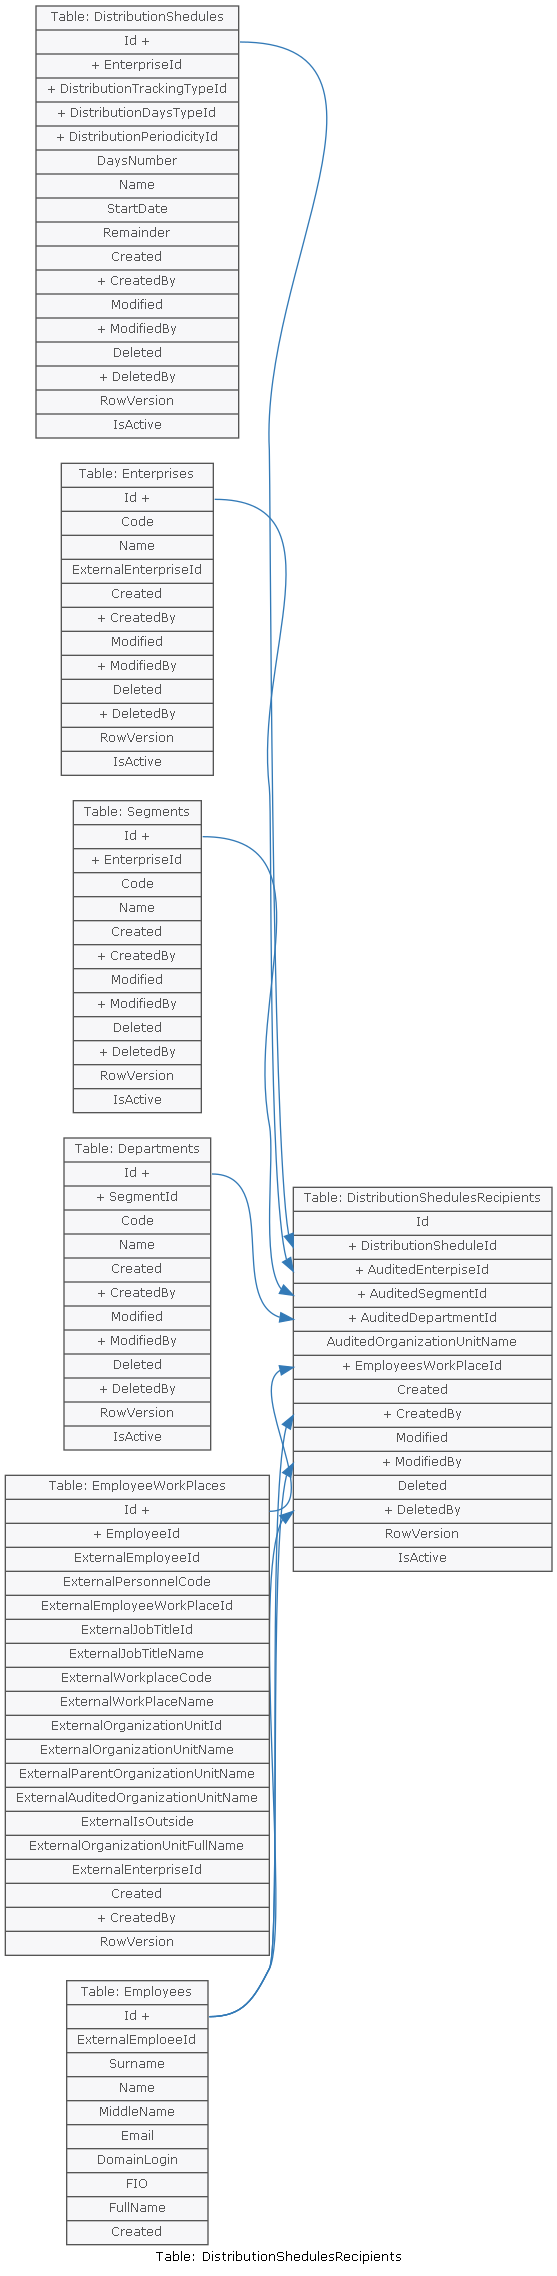 Table: DistributionShedules
Id +
+ EnterpriseId
+ DistributionTrackingTypeId
+ DistributionDaysTypeId
+ DistributionPeriodicityId
DaysNumber
Name
StartDate
Remainder
Created
+ CreatedBy
Modified
+ ModifiedBy
Deleted
+ DeletedBy
RowVersion
IsActive
Table: Enterprises
Id +
Code
Name
ExternalEnterpriseId
Created
+ CreatedBy
Modified
+ ModifiedBy
Deleted
+ DeletedBy
RowVersion
IsActive
Table: Segments
Id +
+ EnterpriseId
Code
Name
Created
+ CreatedBy
Modified
+ ModifiedBy
Deleted
+ DeletedBy
RowVersion
IsActive
Table: Departments
Id +
+ SegmentId
Code
Name
Created
+ CreatedBy
Modified
+ ModifiedBy
Deleted
+ DeletedBy
RowVersion
IsActive
Table: DistributionShedulesRecipients
Id
+ DistributionSheduleId
+ AuditedEnterpiseId
+ AuditedSegmentId
+ AuditedDepartmentId
AuditedOrganizationUnitName
+ EmployeesWorkPlaceId
Created
+ CreatedBy
Modified
+ ModifiedBy
Deleted
+ DeletedBy
RowVersion
IsActive
Table: EmployeeWorkPlaces
Id +
+ EmployeeId
ExternalEmployeeId
ExternalPersonnelCode
ExternalEmployeeWorkPlaceId
ExternalJobTitleId
ExternalJobTitleName
ExternalWorkplaceCode
ExternalWorkPlaceName
ExternalOrganizationUnitId
ExternalOrganizationUnitName
ExternalParentOrganizationUnitName
ExternalAuditedOrganizationUnitName
ExternalIsOutside
ExternalOrganizationUnitFullName
ExternalEnterpriseId
Created
+ CreatedBy
RowVersion
Table: Employees
Id +
ExternalEmploeeId
Surname
Name
MiddleName
Email
DomainLogin
FIO
FullName
Created
Table: DistributionShedulesRecipients